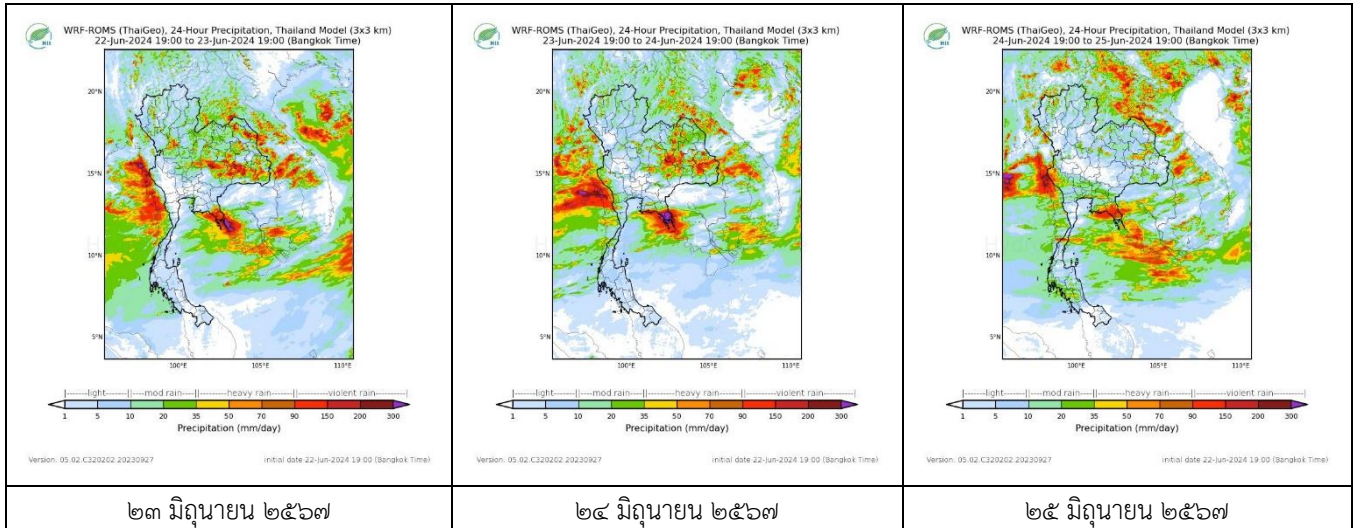 HII
WRF-ROMS (ThaiGeo), 24-Hour Precipitation, Thailand Model (3x3 km)
22-Jun-2024 19:00 to 23-Jun-2024 19:00 (Bangkok Time)
20°N
15°N
10°N
5°N
100°E
105°E
110°E
light mod rain heavy rain violent rain
1 5 10 20 35 50 70 90 150 200 300
Precipitation (mm/day)
Version: 05.02.C320202.20230927
initial date 22-Jun-2024 19:00 (Bangkok Time)
๒๓ มิถุนายน ๒๕๖๗
HII
WRF-ROMS (ThaiGeo), 24-Hour Precipitation, Thailand Model (3x3 km)
23-Jun-2024 19:00 to 24-Jun-2024 19:00 (Bangkok Time)
20°N
15°N
10°N
5°N
100°E
105°E
110°E
light mod rain heavy rain violent rain
1 5 10 20 35 50 70 90 150 200 300
Precipitation (mm/day)
Version: 05.02.C320202.20230927
initial date 22-Jun-2024 19:00 (Bangkok Time)
๒๔ มิถุนายน ๒๕๖๗
HII
WRF-ROMS (ThaiGeo), 24-Hour Precipitation, Thailand Model (3x3 km)
24-Jun-2024 19:00 to 25-Jun-2024 19:00 (Bangkok Time)
20°N
15°N
10°N
5°N
100°E
105°E
110°E
light mod rain heavy rain violent rain
1 5 10 20 35 50 70 90 150 200 300
Precipitation (mm/day)
Version: 05.02.C320202.20230927
initial date 22-Jun-2024 19:00 (Bangkok Time)
๒๕ มิถุนายน ๒๕๖๗